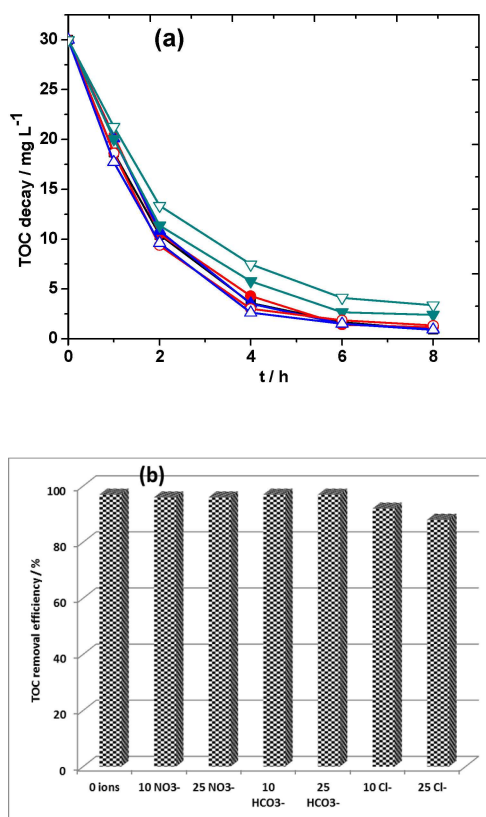 (a)
TOC decay / mg L-1
30
25
20
15
10
5
0
0 2 4 6 8
t / h
(b)
TOC removal efficiency / %
100
80
60
40
20
0
0 ions 10 NO3- 25 NO3- 10 HCO3- 25 HCO3- 10 Cl- 25 Cl-